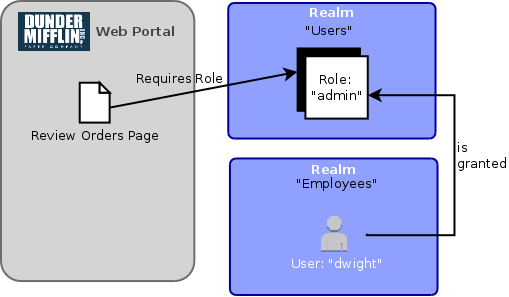 DUNDER
MIFFLIN INC
PAPER COMPANY
Web Portal
Review Orders Page
Requires Role
Realm
"Users"
Role:
"admin"
is
granted
Realm
"Employees"
User: "dwight"